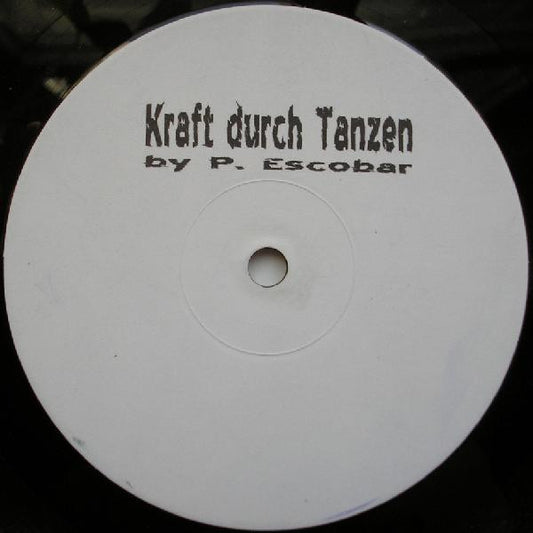 Kraft durch Tanzen
by P. Escobar